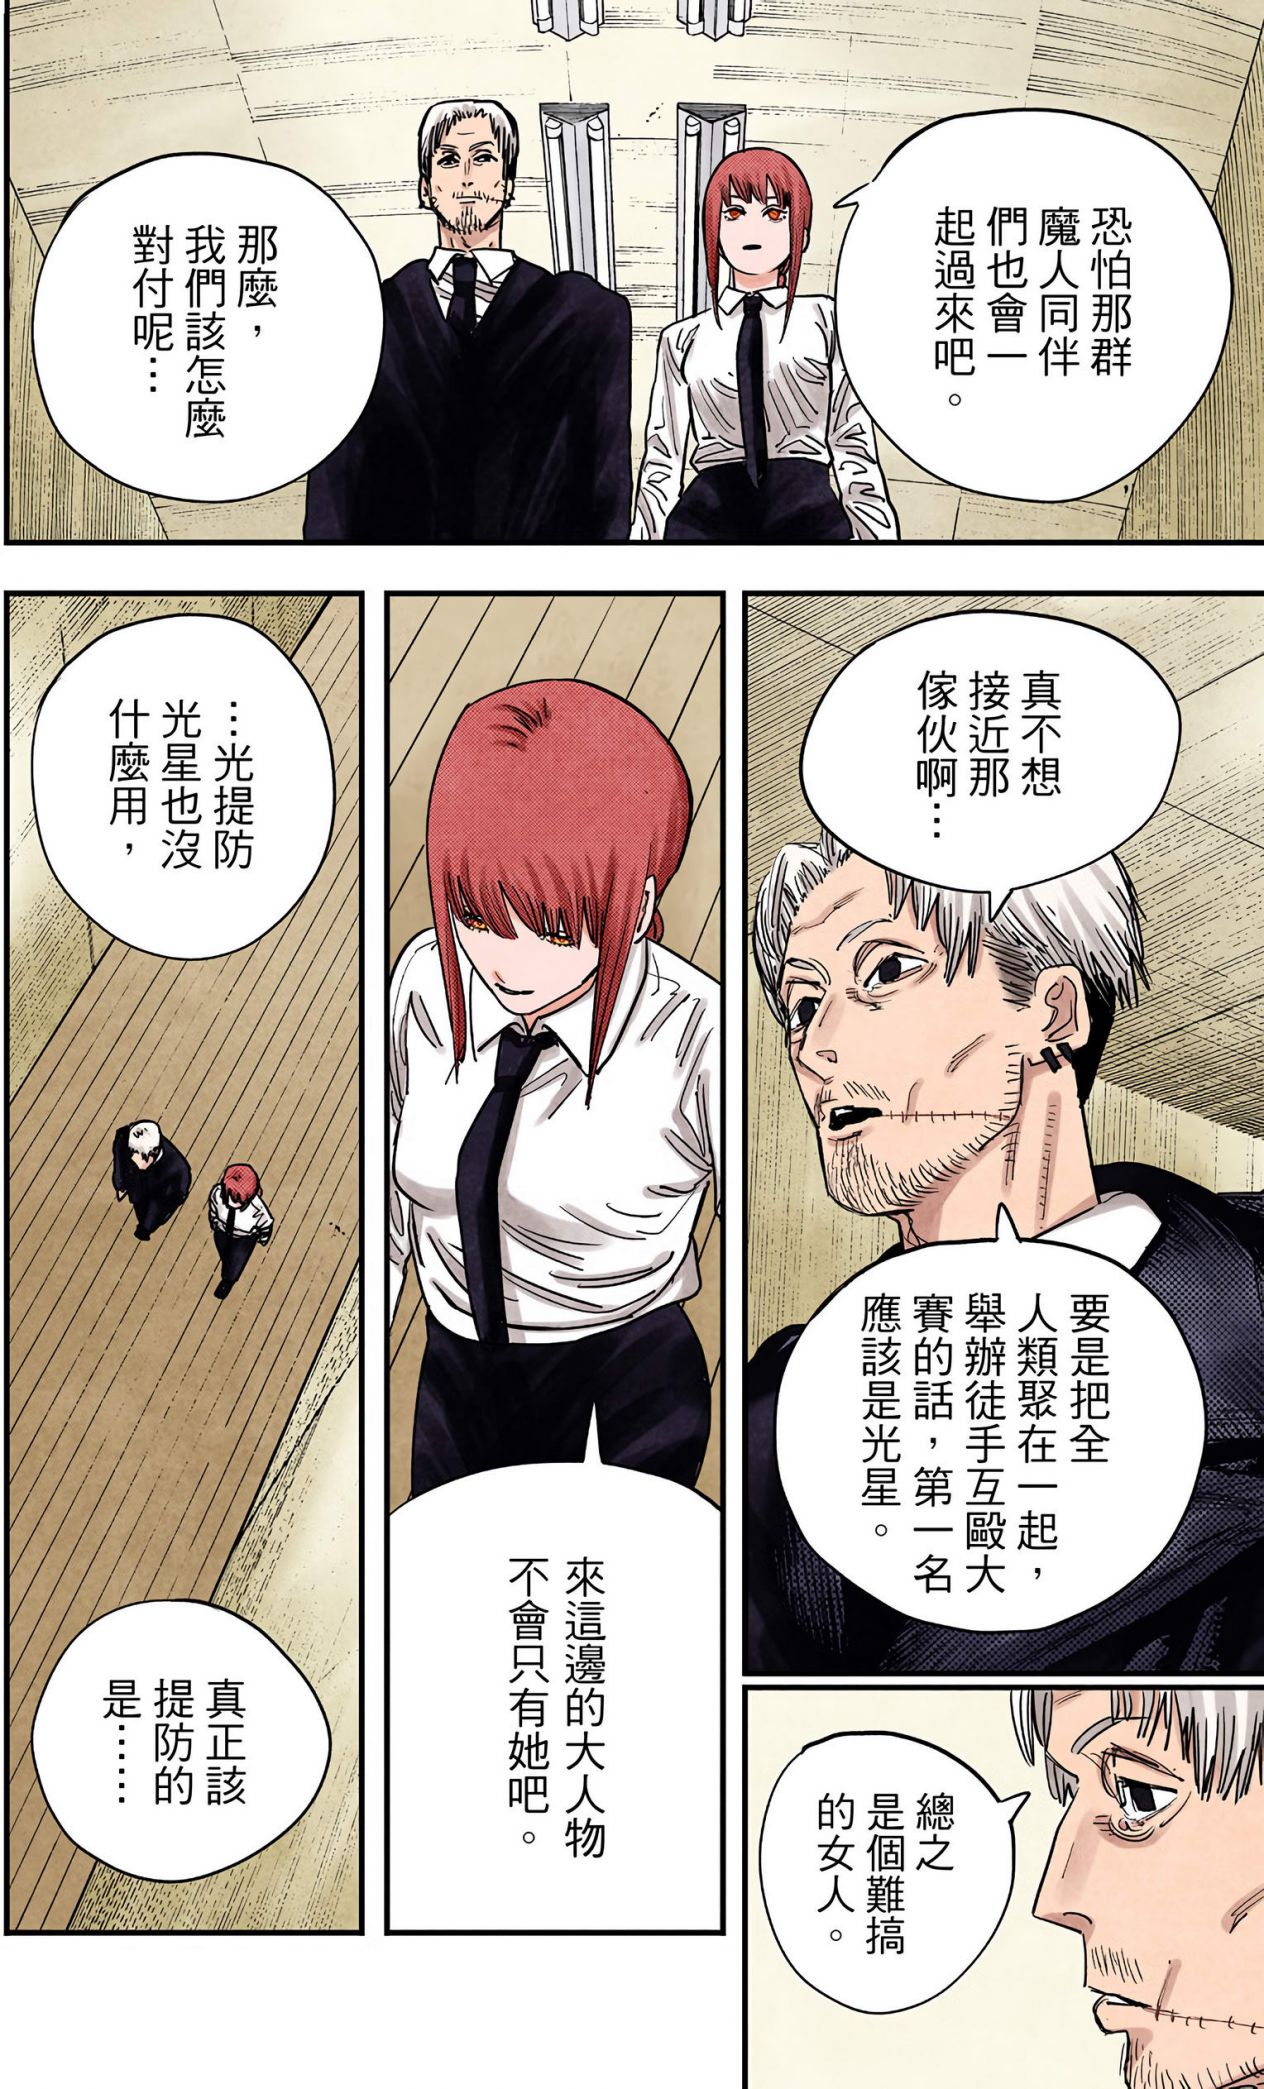 恐怕那群
魔人同伴
們也會一
起過來吧。
那麼，
我們該怎麼
對付呢…
真不想
接近那
傢伙啊…
要是把全
人類聚在一起，
舉辦徒手互毆大
賽的話，第一名
應該是光星。
總之
是個難搞
的女人。
來這邊的大人物
不會只有她吧。
…光提防
光星也沒
什麼用，
真正該
提防的
是……